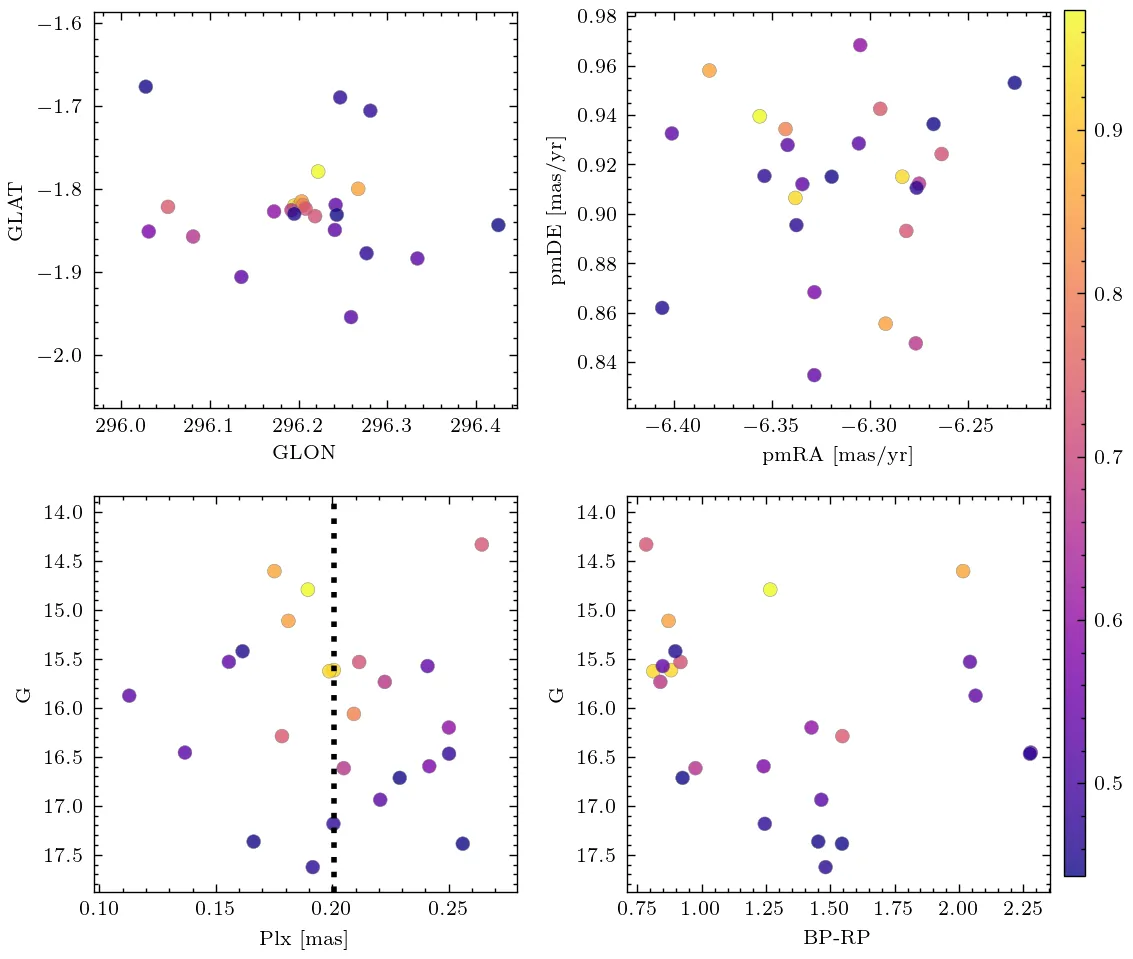 −1.6
−1.7
−1.8
−1.9
−2.0
GLAT
296.0 296.1 296.2 296.3 296.4
GLON
0.98
0.96
0.94
0.92
0.90
0.88
0.86
0.84
pmDE [mas/yr]
−6.40 −6.35 −6.30 −6.25
pmRA [mas/yr]
0.9
0.8
0.7
0.6
0.5
14.0
14.5
15.0
15.5
16.0
16.5
17.0
17.5
G
0.10 0.15 0.20 0.25
Plx [mas]
14.0
14.5
15.0
15.5
16.0
16.5
17.0
17.5
G
0.75 1.00 1.25 1.50 1.75 2.00 2.25
BP-RP